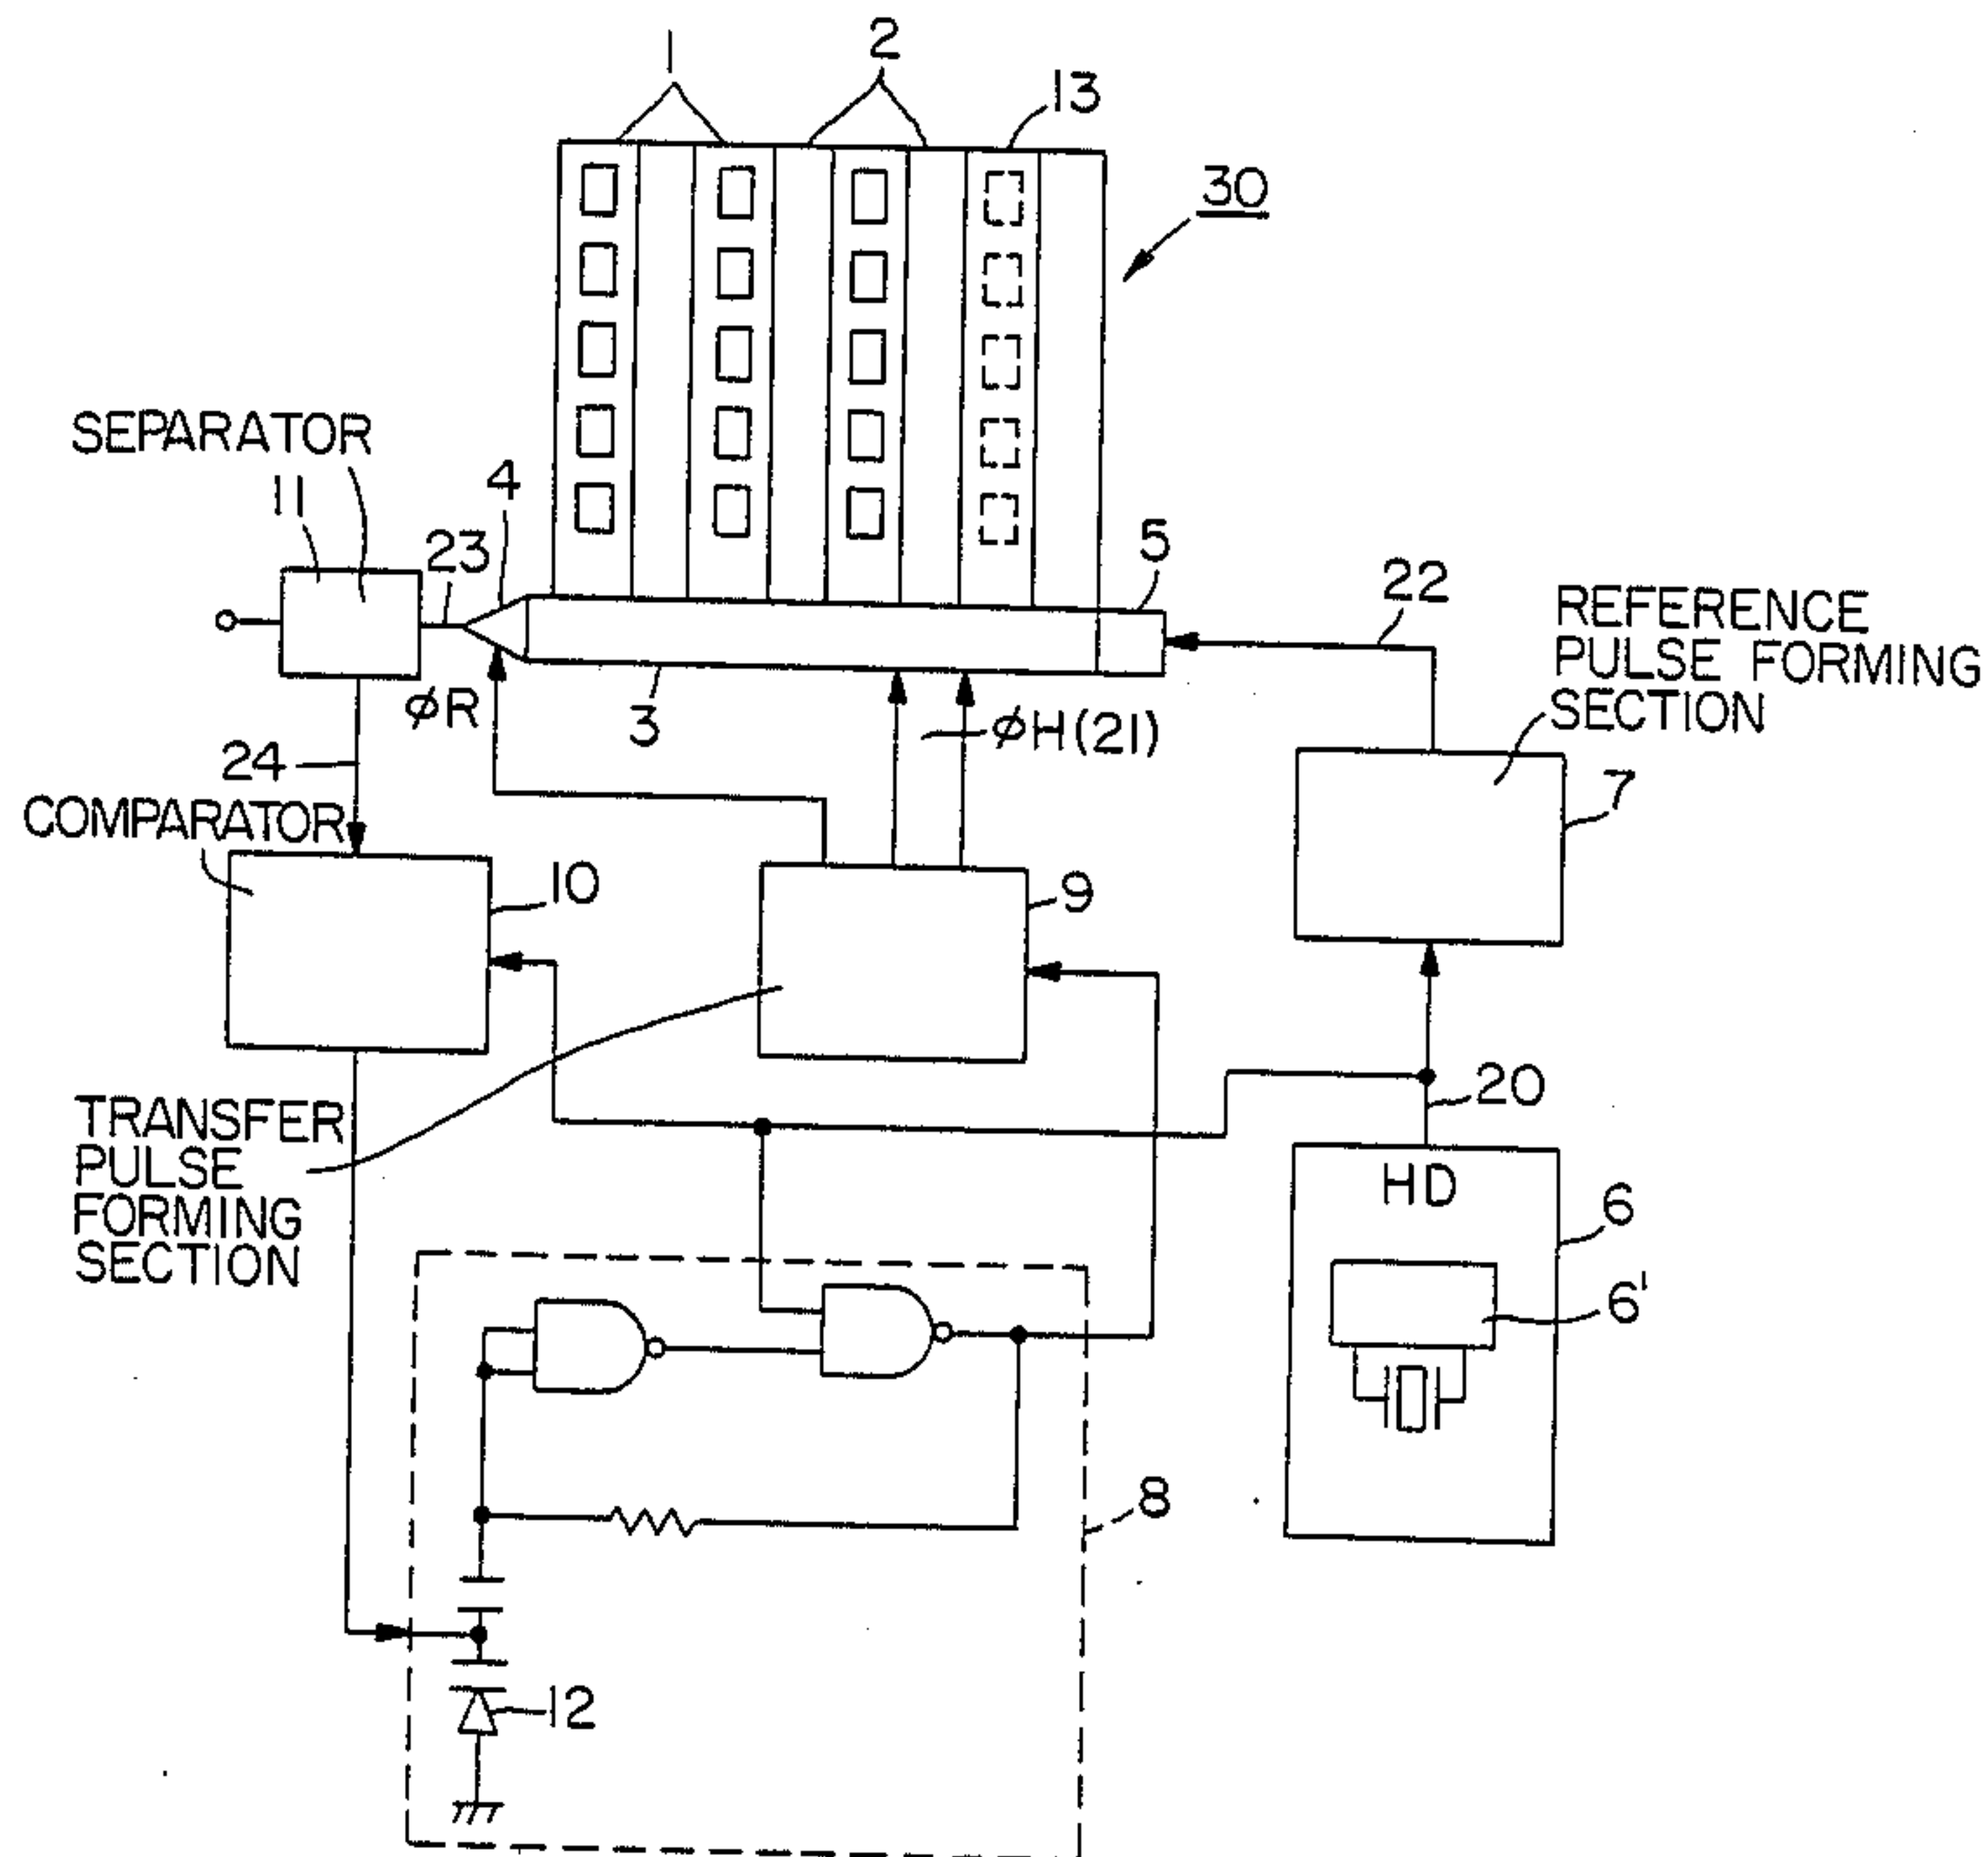 1
2
13
30
SEPARATOR
11
4
23
5
22
REFERENCE
PULSE FORMING
SECTION
φR
3
φH(21)
24
7
COMPARATOR
10
9
20
TRANSFER
PULSE
FORMING
SECTION
HD
6
6'
8
12